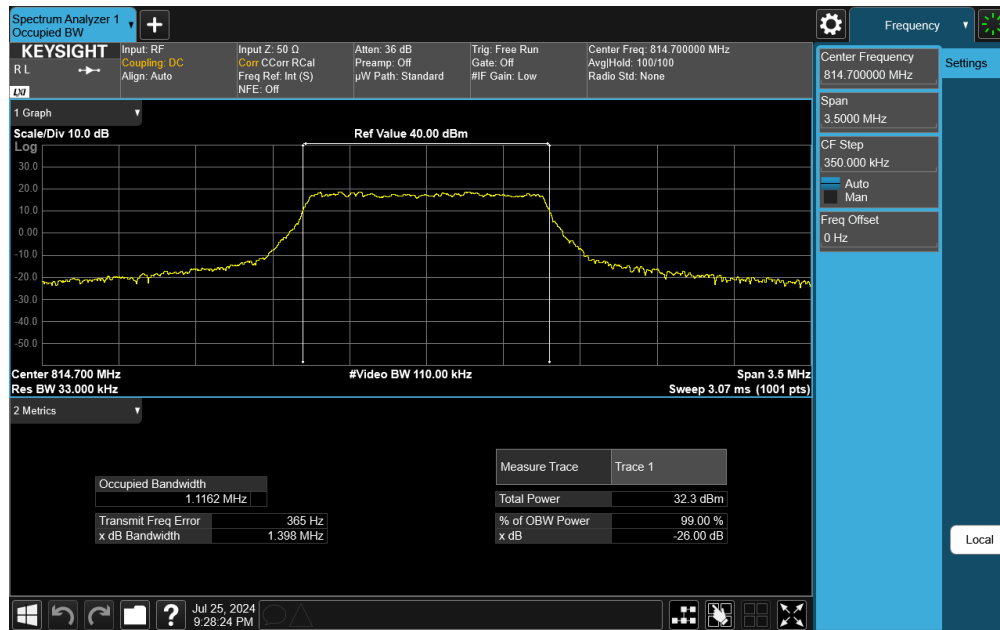 Spectrum Analyzer 1
Occupied BW
+
Frequency
KEYSIGHT
R L
LXI
Input: RF
Coupling: DC
Align: Auto
Input Z: 50 Ω
Corr CCorr RCal
Freq Ref: Int (S)
NFE: Off
Atten: 36 dB
Preamp: Off
µW Path: Standard
Trig: Free Run
Gate: Off
#IF Gain: Low
Center Freq: 814.700000 MHz
Avg|Hold: 100/100
Radio Std: None
Center Frequency
814.700000 MHz
Settings
Span
3.5000 MHz
CF Step
350.000 kHz
Auto
Man
Freq Offset
0 Hz
Local
1 Graph
Scale/Div 10.0 dB
Ref Value 40.00 dBm
Log
30.0
20.0
10.0
0.00
-10.0
-20.0
-30.0
-40.0
-50.0
Center 814.700 MHz
#Video BW 110.00 kHz
Span 3.5 MHz
Res BW 33.000 kHz
Sweep 3.07 ms (1001 pts)
2 Metrics
Measure Trace
Trace 1
Occupied Bandwidth
1.1162 MHz
Total Power
32.3 dBm
Transmit Freq Error
365 Hz
% of OBW Power
99.00 %
x dB Bandwidth
1.398 MHz
x dB
-26.00 dB
?
Jul 25, 2024
9:28:24 PM